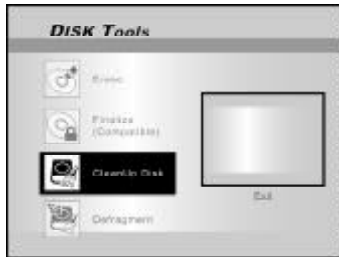 DISK Tools
Erase
Finalize
(Compatible)
CleanUp Disk
Defragment
Exit